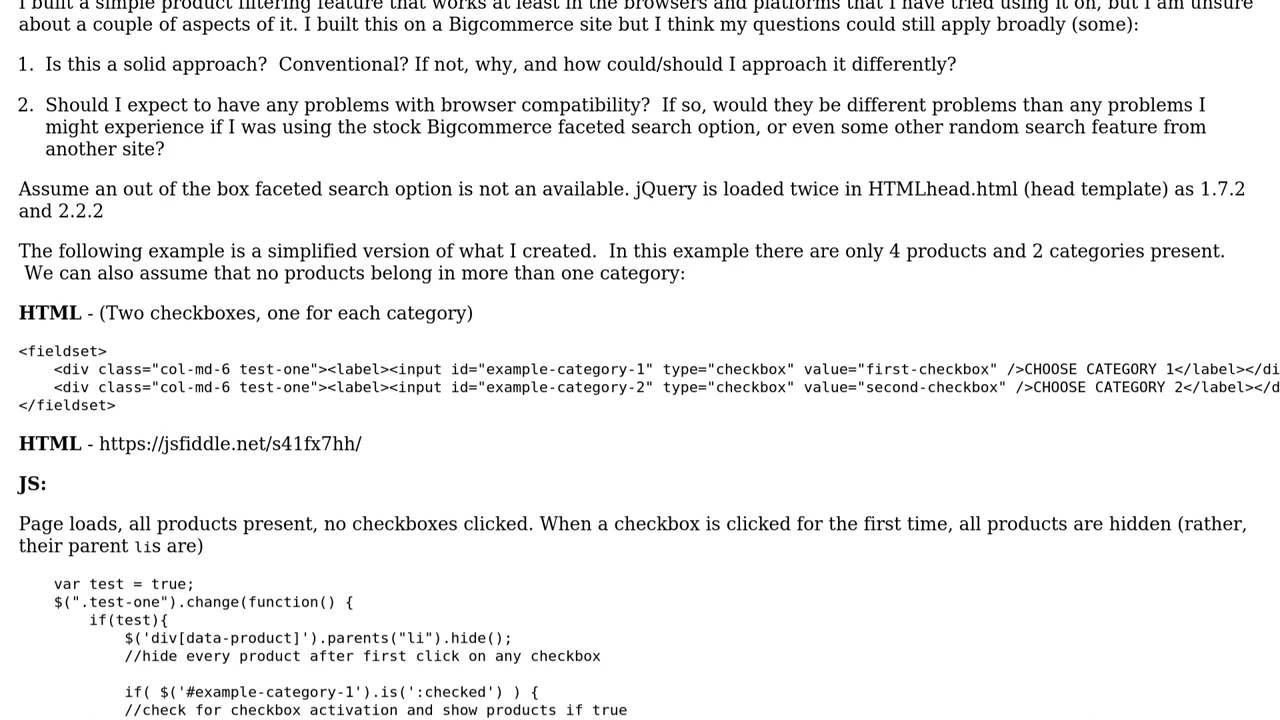 I built a simple product filtering feature that works at least in the browsers and platforms that I have tried using it on, but I am unsure
about a couple of aspects of it. I built this on a Bigcommerce site but I think my questions could still apply broadly (some):
1. Is this a solid approach?  Conventional? If not, why, and how could/should I approach it differently?
2. Should I expect to have any problems with browser compatibility?  If so, would they be different problems than any problems I
might experience if I was using the stock Bigcommerce faceted search option, or even some other random search feature from
another site?
Assume an out of the box faceted search option is not an available. jQuery is loaded twice in HTMLhead.html (head template) as 1.7.2
and 2.2.2
The following example is a simplified version of what I created.  In this example there are only 4 products and 2 categories present.
We can also assume that no products belong in more than one category:
HTML - (Two checkboxes, one for each category)
<fieldset>
    <div class="col-md-6 test-one"><label><input id="example-category-1" type="checkbox" value="first-checkbox" />CHOOSE CATEGORY 1</label></di
    <div class="col-md-6 test-one"><label><input id="example-category-2" type="checkbox" value="second-checkbox" />CHOOSE CATEGORY 2</label></d
</fieldset>
HTML - https://jsfiddle.net/s41fx7hh/
JS:
Page loads, all products present, no checkboxes clicked. When a checkbox is clicked for the first time, all products are hidden (rather,
their parent lis are)
    var test = true;
    $(".test-one").change(function() {
        if(test){
            $('div[data-product]').parents("li").hide();
            //hide every product after first click on any checkbox
            if( $('#example-category-1').is(':checked') ) {
            //check for checkbox activation and show products if true